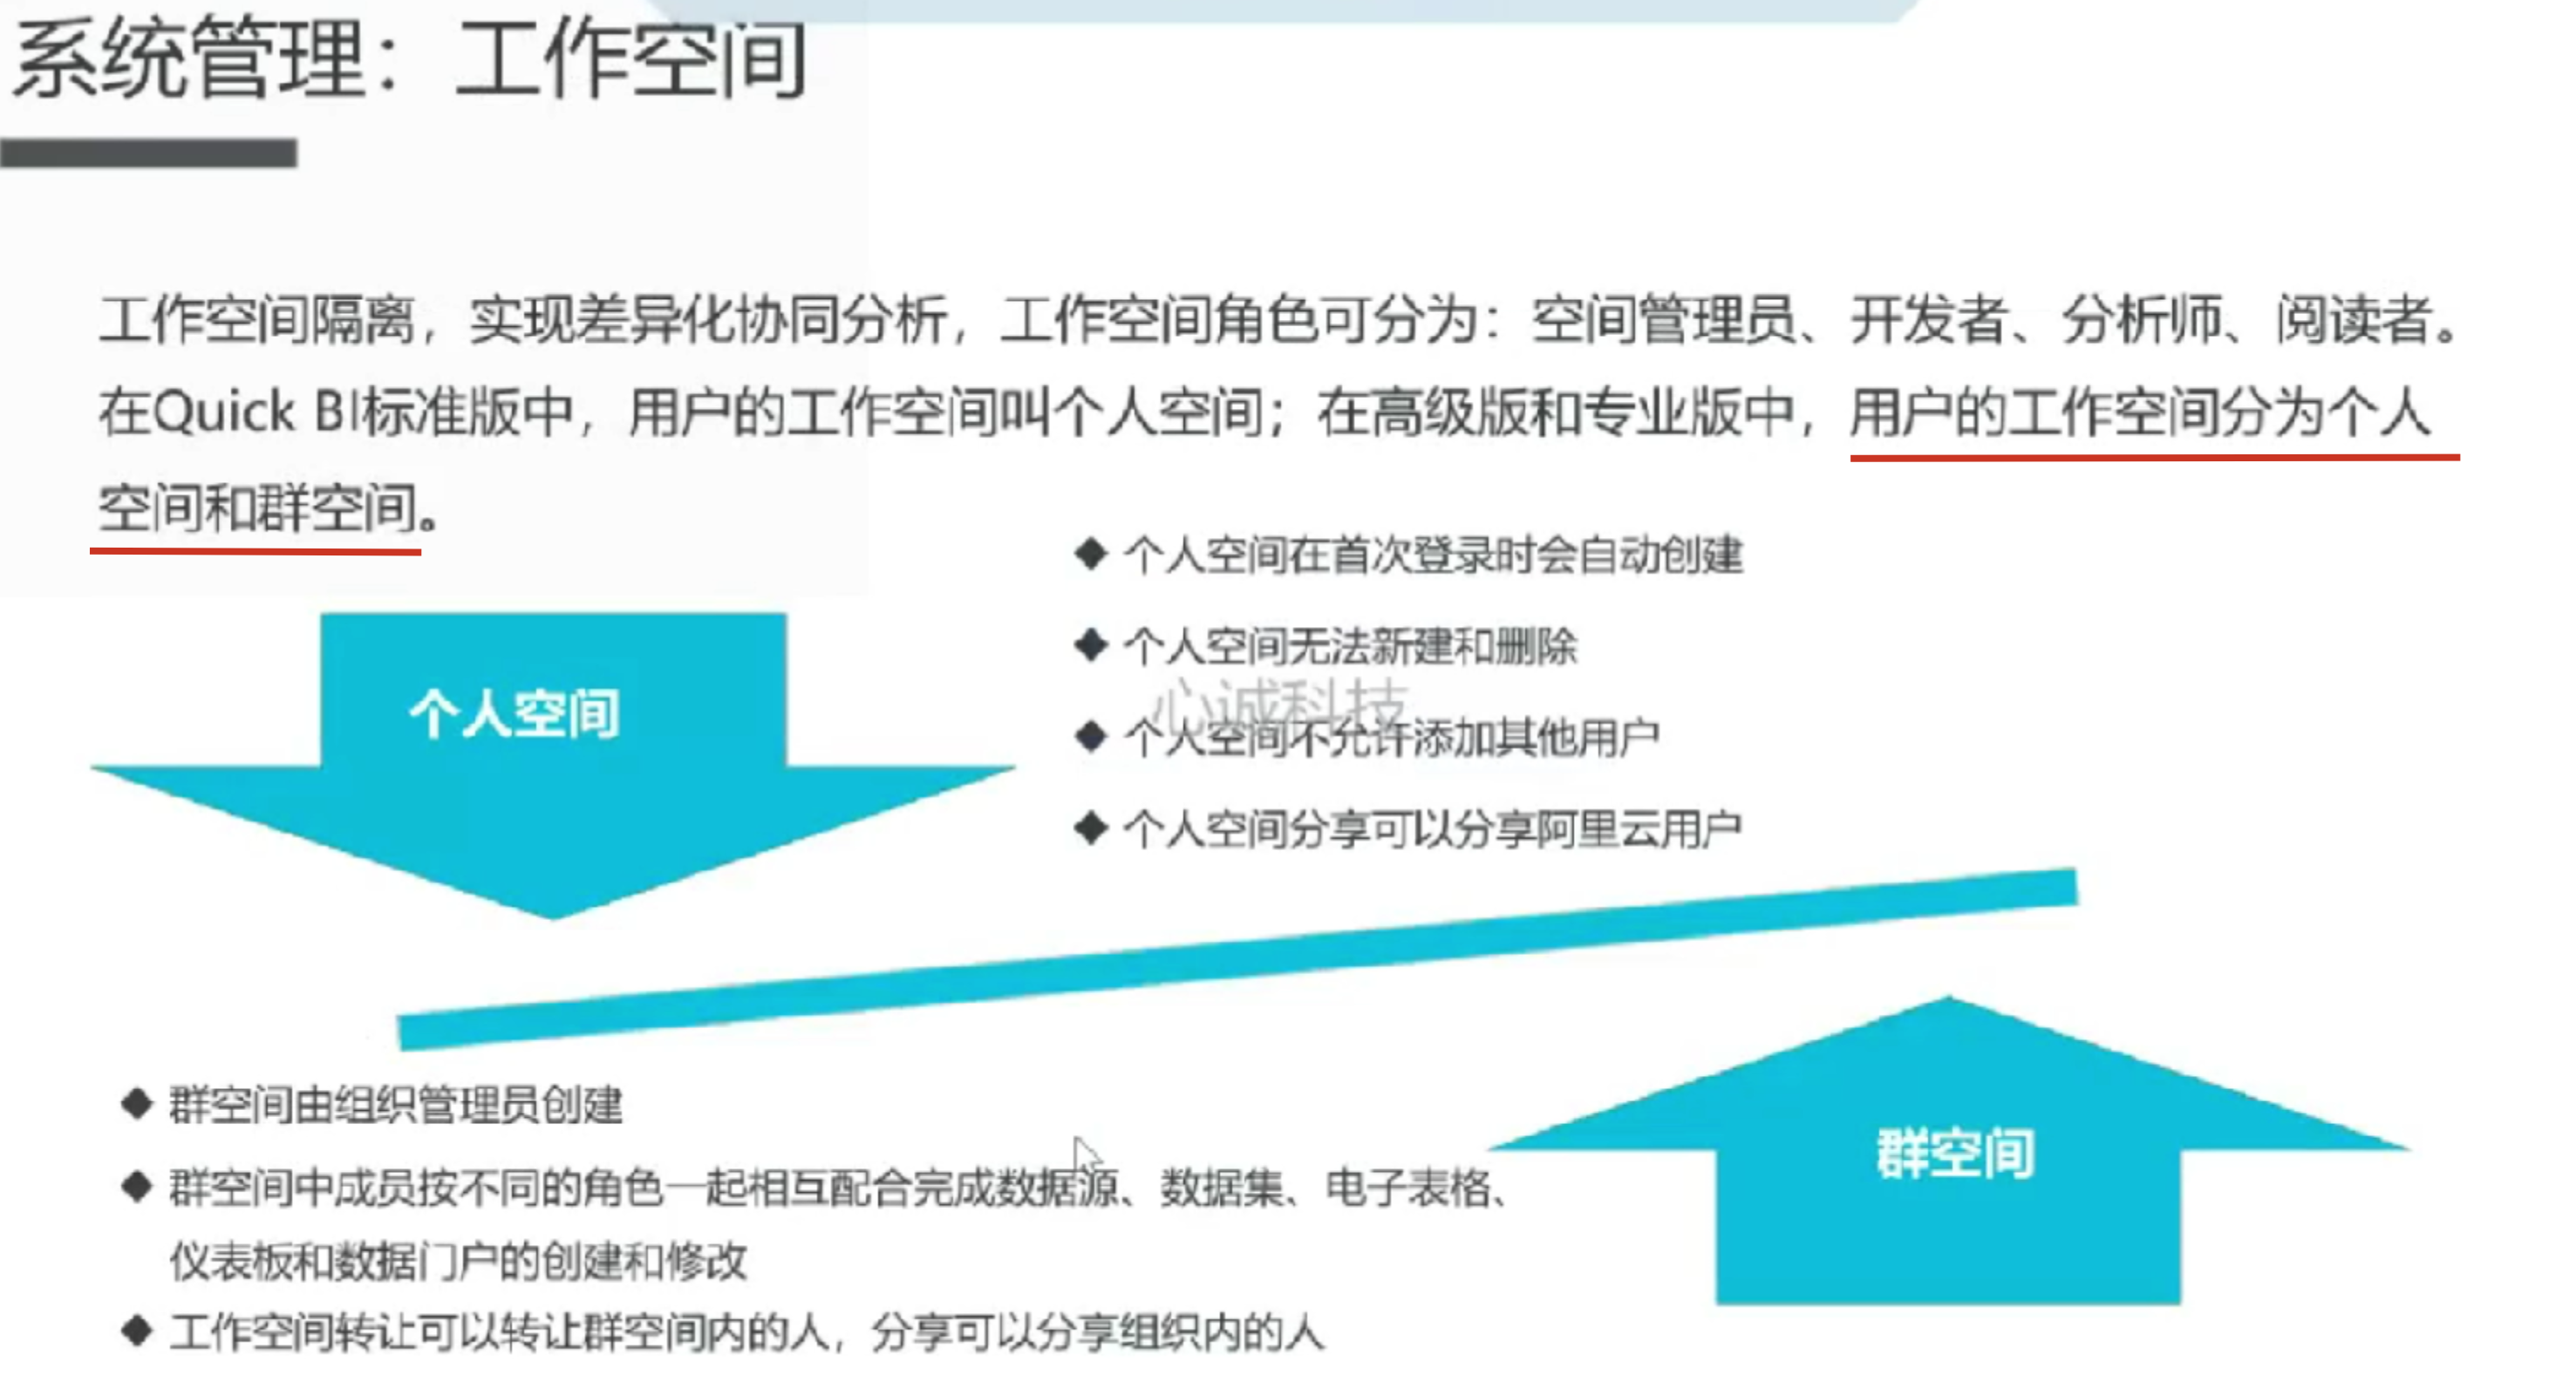 系统管理：工作空间
工作空间隔离，实现差异化协同分析，工作空间角色可分为：空间管理员、开发者、分析师、阅读者。
在Quick BI标准版中，用户的工作空间叫个人空间；在高级版和专业版中，用户的工作空间分为个人
空间和群空间。
◆ 个人空间在首次登录时会自动创建
◆ 个人空间无法新建和删除
心诚科技
◆ 个人空间不允许添加其他用户
◆ 个人空间分享可以分享阿里云用户
个人空间
◆ 群空间由组织管理员创建
◆ 群空间中成员按不同的角色一起相互配合完成数据源、数据集、电子表格、
仪表板和数据门户的创建和修改
◆ 工作空间转让可以转让群空间内的人，分享可以分享组织内的人
群空间